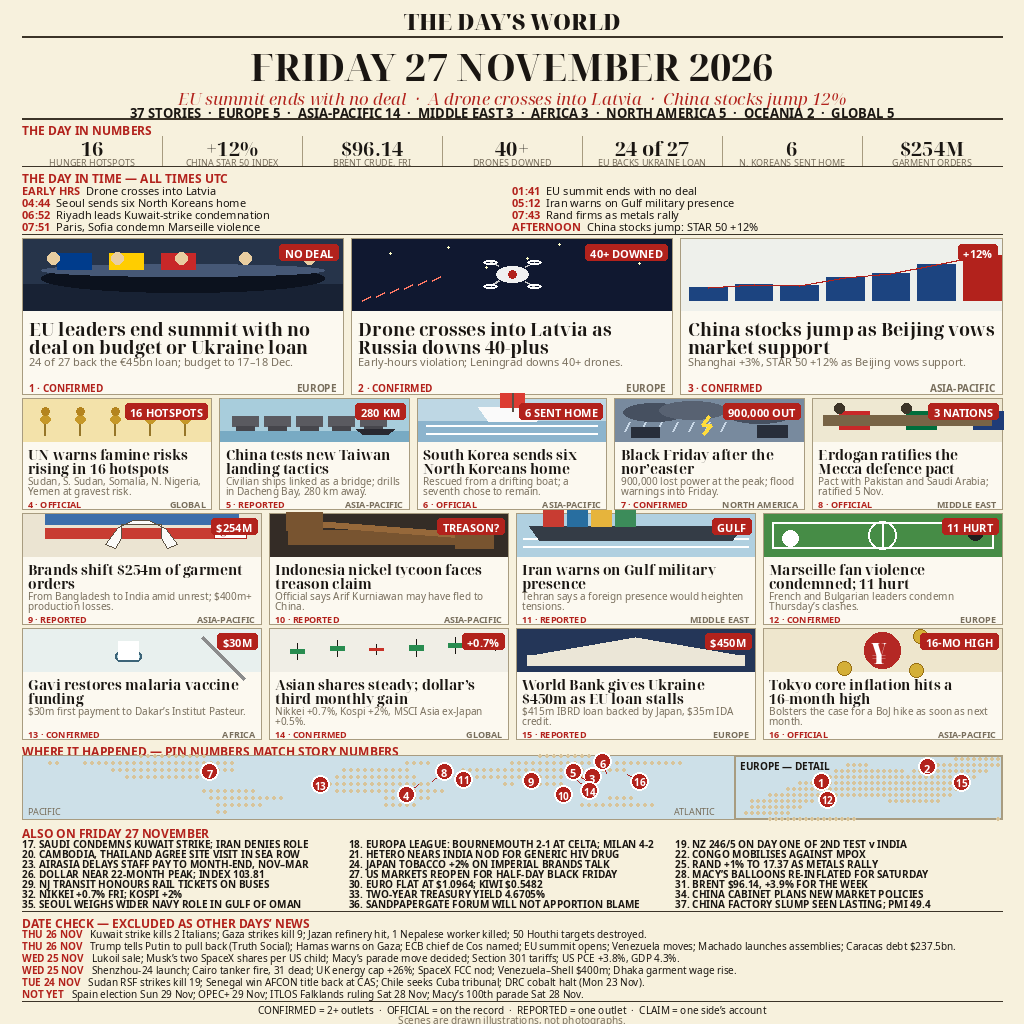 THE DAY'S WORLD
FRIDAY 27 NOVEMBER 2026
EU summit ends with no deal · A drone crosses into Latvia · China stocks jump 12%
37 STORIES · EUROPE 5 · ASIA-PACIFIC 14 · MIDDLE EAST 3 · AFRICA 3 · NORTH AMERICA 5 · OCEANIA 2 · GLOBAL 5
THE DAY IN NUMBERS
16
HUNGER HOTSPOTS
+12%
CHINA STAR 50 INDEX
$96.14
BRENT CRUDE, FRI
40+
DRONES DOWNED
24 of 27
EU BACKS UKRAINE LOAN
6
N. KOREANS SENT HOME
$254M
GARMENT ORDERS
THE DAY IN TIME — ALL TIMES UTC
EARLY HRS Drone crosses into Latvia
01:41 EU summit ends with no deal
04:44 Seoul sends six North Koreans home
05:12 Iran warns on Gulf military presence
06:52 Riyadh leads Kuwait-strike condemnation
07:43 Rand firms as metals rally
07:51 Paris, Sofia condemn Marseille violence
AFTERNOON China stocks jump: STAR 50 +12%
NO DEAL
EU leaders end summit with no
deal on budget or Ukraine loan
24 of 27 back the €45bn loan; budget to 17–18 Dec.
1 · CONFIRMED EUROPE
40+ DOWNED
Drone crosses into Latvia as
Russia downs 40-plus
Early-hours violation; Leningrad downed 40+ drones.
2 · CONFIRMED EUROPE
+12%
China stocks jump as Beijing vows
market support
Shanghai +3%, STAR 50 +12% as Beijing vows support.
3 · CONFIRMED ASIA-PACIFIC
16 HOTSPOTS
UN warns famine risks
rising in 16 hotspots
Sudan, S. Sudan, Somalia, N. Nigeria,
Yemen at gravest risk.
4 · OFFICIAL GLOBAL
280 KM
China tests new Taiwan
landing tactics
Civilian ships linked as a bridge; drills
in Dacheng Bay, 280 km away.
5 · REPORTED ASIA-PACIFIC
6 SENT HOME
South Korea sends six
North Koreans home
Rescued from a drifting boat; a
seventh chose to remain.
6 · OFFICIAL ASIA-PACIFIC
900,000 OUT
Black Friday after the
nor'easter
900,000 lost power at the peak; flood
warnings into Friday.
7 · CONFIRMED NORTH AMERICA
3 NATIONS
Erdogan ratifies the
Mecca defence pact
Pact with Pakistan and Saudi Arabia;
ratified 5 Nov.
8 · OFFICIAL MIDDLE EAST
$254M
Brands shift $254m of garment
orders
From Bangladesh to India amid unrest; $400m+
production losses.
9 · REPORTED ASIA-PACIFIC
TREASON?
Indonesia nickel tycoon faces
treason claim
Official says Arif Kurniawan may have fled to
China.
10 · REPORTED ASIA-PACIFIC
GULF
Iran warns on Gulf military
presence
Tehran says a foreign presence would heighten
tensions.
11 · REPORTED MIDDLE EAST
11 HURT
Marseille fan violence
condemned; 11 hurt
French and Bulgarian leaders condemn
Thursday's clashes.
12 · CONFIRMED EUROPE
$30M
Gavi restores malaria vaccine
funding
$30m first payment to Dakar's Institut Pasteur.
13 · CONFIRMED AFRICA
+0.7%
Asian shares steady; dollar's
third monthly gain
Nikkei +0.7%, Kospi +2%, MSCI Asia ex-Japan
+0.5%.
14 · CONFIRMED GLOBAL
$450M
World Bank gives Ukraine
$450m as EU loan stalls
$415m IBRD loan backed by Japan, $35m IDA
credit.
15 · REPORTED EUROPE
¥
16-MO HIGH
Tokyo core inflation hits a
16-month high
Bolsters the case for a BoJ hike as soon as next
month.
16 · OFFICIAL ASIA-PACIFIC
WHERE IT HAPPENED — PIN NUMBERS MATCH STORY NUMBERS
7
13
4
8
11
9
10
5
3
14
6
16
PACIFIC
ATLANTIC
EUROPE — DETAIL
1
2
12
15
ALSO ON FRIDAY 27 NOVEMBER
17. SAUDI CONDEMNS KUWAIT STRIKE; IRAN DENIES ROLE
18. EUROPA LEAGUE: BOURNEMOUTH 2-1 AT CELTA; MILAN 4-2
19. NZ 246/5 ON DAY ONE OF 2ND TEST v INDIA
20. CAMBODIA, THAILAND AGREE SITE VISIT IN SEA ROW
21. HETERO NEARS INDIA NOD FOR GENERIC HIV DRUG
22. CONGO MOBILISES AGAINST MPOX
23. AIRASIA DELAYS STAFF PAY TO MONTH-END, NOV–MAR
24. JAPAN TOBACCO +2% ON IMPERIAL BRANDS TALK
25. RAND +1% TO 17.37 AS METALS RALLY
26. DOLLAR NEAR 22-MONTH PEAK; INDEX 103.81
27. US MARKETS REOPEN FOR HALF-DAY BLACK FRIDAY
28. MACY'S BALLOONS RE-INFLATED FOR SATURDAY
29. NJ TRANSIT HONOURS RAIL TICKETS ON BUSES
30. EURO FLAT AT $1.0964; KIWI $0.5482
31. BRENT $96.14, +3.9% FOR THE WEEK
32. NIKKEI +0.7% FRI; KOSPI +2%
33. TWO-YEAR TREASURY YIELD 4.6705%
34. CHINA CABINET PLANS NEW MARKET POLICIES
35. SEOUL WEIGHS WIDER NAVY ROLE IN GULF OF OMAN
36. SANDPAPERGATE FORUM WILL NOT APPORTION BLAME
37. CHINA FACTORY SLUMP SEEN LASTING; PMI 49.4
DATE CHECK — EXCLUDED AS OTHER DAYS' NEWS
THU 26 NOV Kuwait strike kills 2 Italians; Gaza strikes kill 9; Jazan refinery hit, 1 Nepalese worker killed; 50 Houthi targets destroyed.
THU 26 NOV Trump tells Putin to pull back(Truth Social); Hamas warns on Gaza; ECB chief de Cos named; EU summit opens; Venezuela moves; Machado launches assemblies; Caracas debt $237.5bn.
WED 25 NOV Lukoil sale; Musk's two SpaceX shares per US child; Macy's parade move decided; Section 301 tariffs; US PCE +3.8%, GDP 4.3%.
WED 25 NOV Shenzhou-24 launch; Cairo tanker fire, 31 dead; UK energy cap +26%; SpaceX FCC nod; Venezuela–Shell $400m; Dhaka garment wage rise.
TUE 24 NOV Sudan RSF strikes kill 19; Senegal win AFCON title back at CAS; Chile seeks Cuba tribunal; DRC cobalt halt (Mon 23 Nov).
NOT YET Spain election Sun 29 Nov; OPEC+ 29 Nov; ITLOS Falklands ruling Sat 28 Nov; Macy's 100th parade Sat 28 Nov.
CONFIRMED = 2+ outlets · OFFICIAL = on the record · REPORTED = one outlet · CLAIM = one side's account
Scenes are drawn illustrations, not photographs.